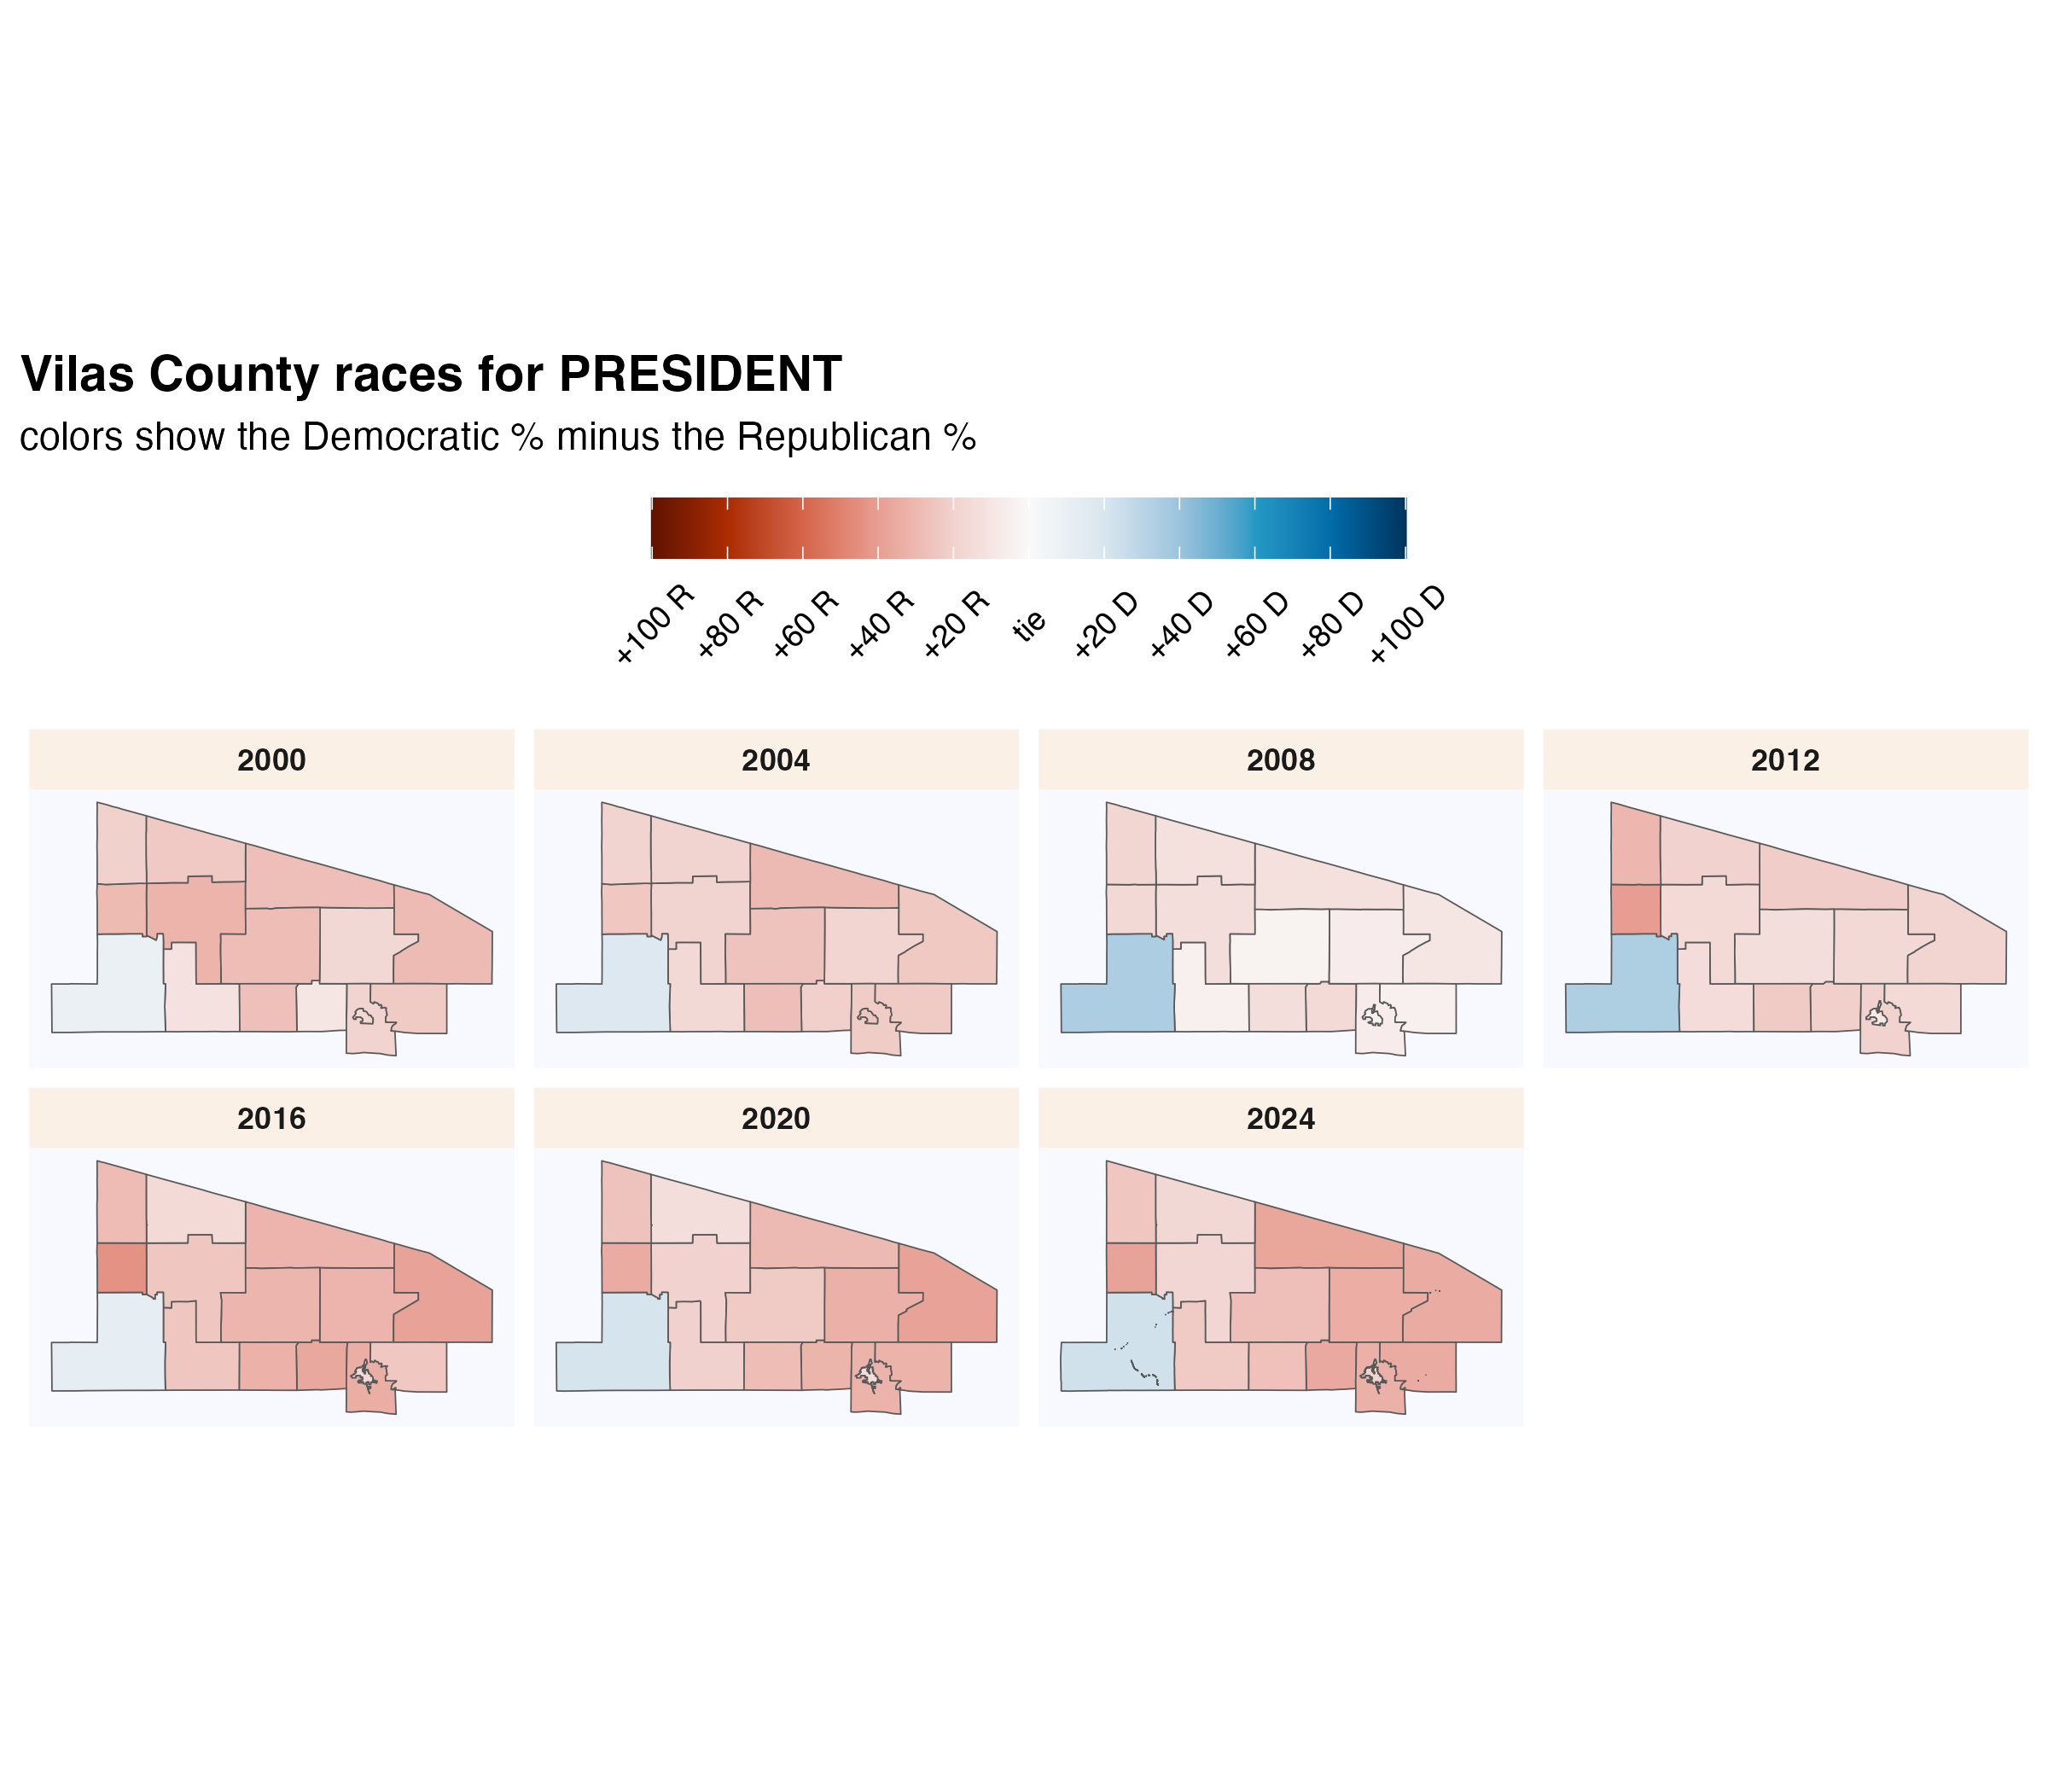 Vilas County races for PRESIDENT
colors show the Democratic % minus the Republican %
+100 R
+80 R
+60 R
+40 R
+20 R
tie
+20 D
+40 D
+60 D
+80 D
+100 D
2000
2004
2008
2012
2016
2020
2024